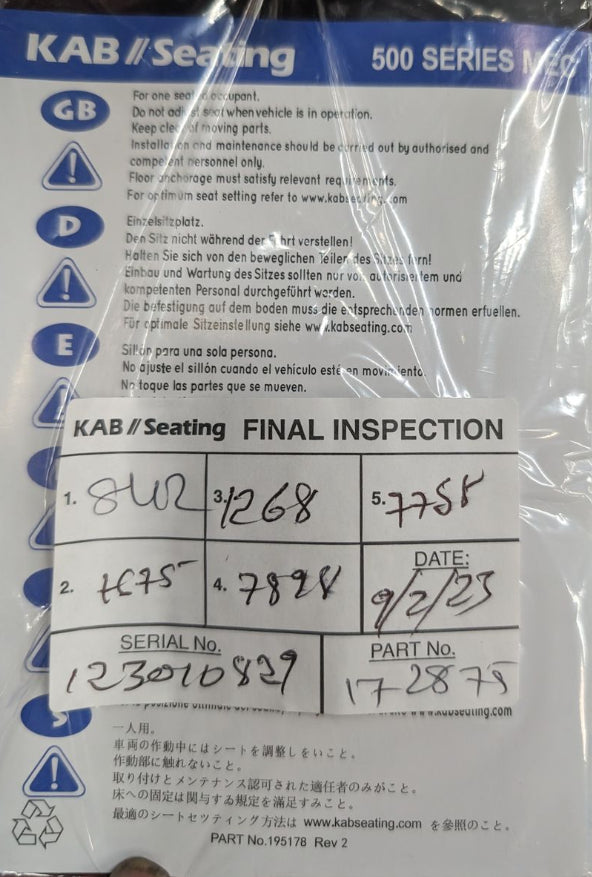 KAB // Seating 500 SERIES MEC
GB
For one seat occupant.
Do not adjust seat when vehicle is in operation.
Keep clear of moving parts.
Installation and maintenance should be carried out by authorised and
competent personnel only.
Floor anchorage must satisfy relevant requirements.
For optimum seat setting refer to www.kabseating.com
D
Einzelsitzplatz.
Den Sitz nicht während der Fahrt verstellen!
Halten Sie sich von den beweglichen Teilen des Sitzes fern!
Einbau und Wartung des Sitzes sollten nur von autorisiertem und
kompetenten Personal durchgeführt werden.
Die befestigung auf dem boden muss die entsprechenden normen erfuellen.
Für optimale Sitzeinstellung siehe www.kabseating.com
E
Sillón para una sola persona.
No ajuste el sillón cuando el vehículo esté en movimiento.
No toque las partes que se mueven.
KAB // Seating FINAL INSPECTION
1. 8402 3. 1268 5.
2. 4. DATE:
9/2/23
SERIAL No. PART No.
123010829 172875
www.kabseating.com
S
一人用。
車両の作動中にはシートを調整しをいこと。
作動部に触れないこと。
取り付けとメンテナンス認可された適任者のみがこと。
床への固定は関与する規定を満足すみこと。
最適のシートセツティング方法は www.kabseating.com を参照のこと。
PART No.195178 Rev 2